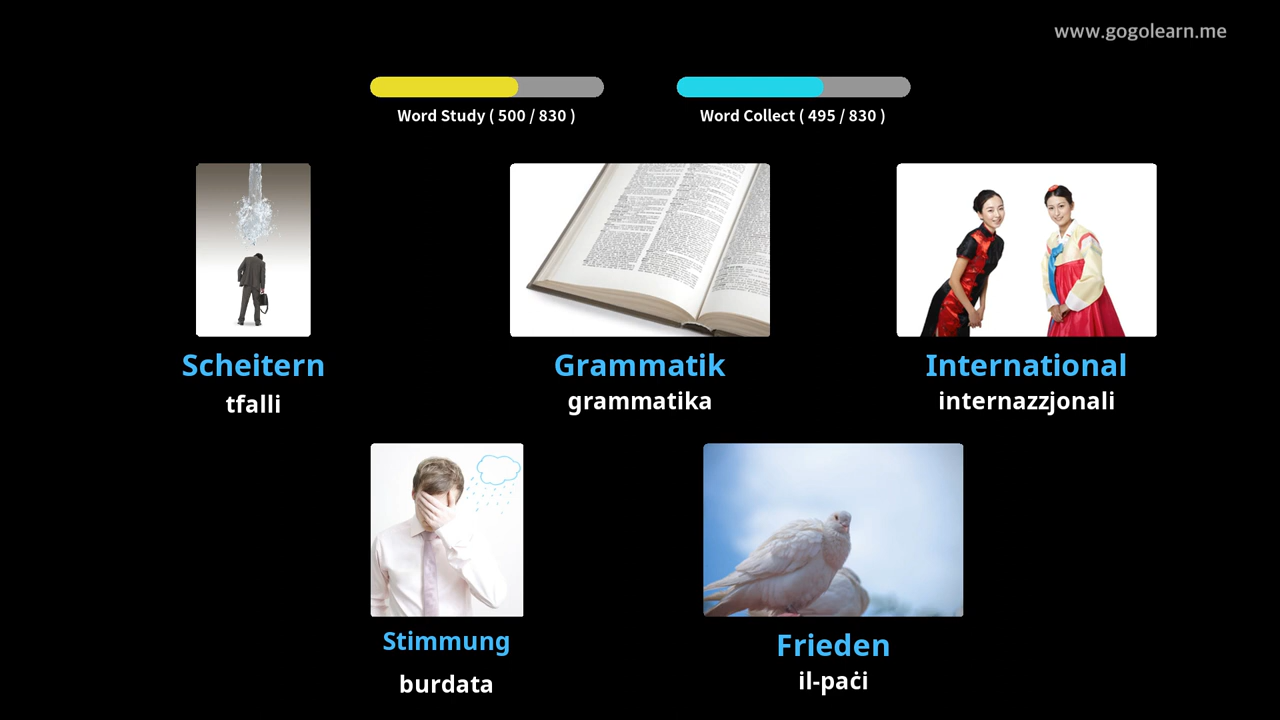 www.gogolearn.me
Word Study ( 500 / 830 )
Word Collect ( 495 / 830 )
Scheitern
tfalli
Grammatik
grammatika
International
internazzjonali
Stimmung
burdata
Frieden
il-paċi